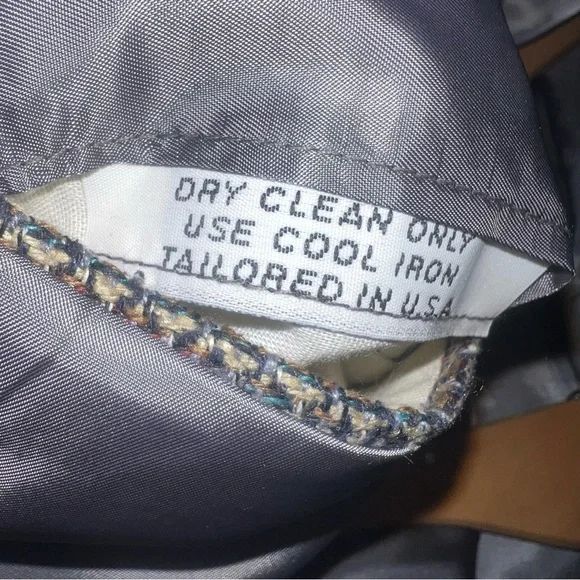 DRY CLEAN ONLY
USE COOL IRON
TAILORED IN U.S.A.